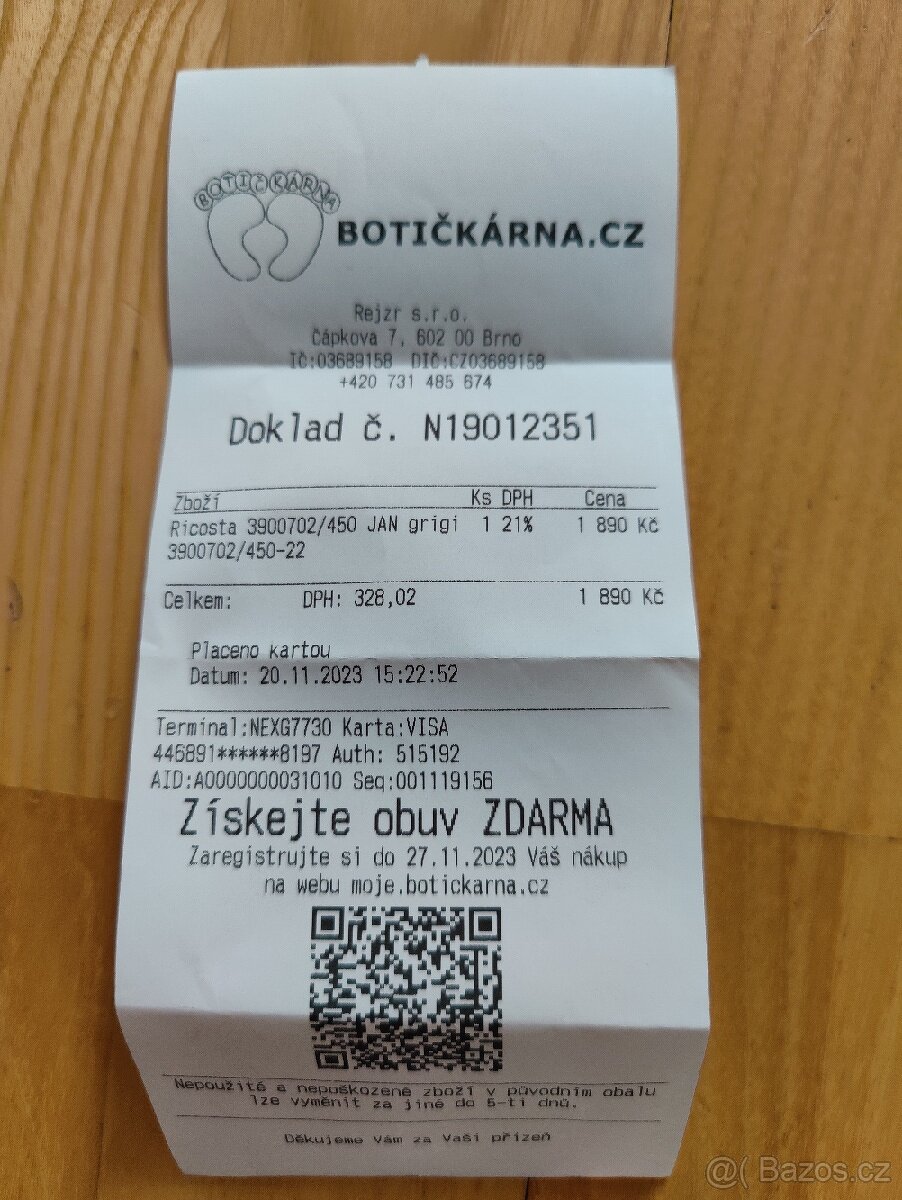 BOTIČKÁRNA
BOTIČKÁRNA.CZ
Rejzr s.r.o.
Čápkova 7, 602 00 Brno
IČ:03689158 DIČ:CZ03689158
+420 731 485 674
Doklad č. N19012351
Zboží Ks DPH Cena
Ricosta 3900702/450 JAN grigi 1 21% 1 890 Kč
3900702/450-22
Celkem: DPH: 328,02 1 890 Kč
Placeno kartou
Datum: 20.11.2023 15:22:52
Terminal:NEXG7730 Karta:VISA
445891******8197 Auth: 515192
AID:A0000000031010 Seq:001119156
Získejte obuv ZDARMA
Zaregistrujte si do 27.11.2023 Váš nákup
na webu moje.botickarna.cz
Nepoužité a nepoškozené zboží v původním obalu
lze vyměnit za jiné do 5-ti dnů.
Děkujeme Vám za Vaši přízeň
@( Bazos.cz